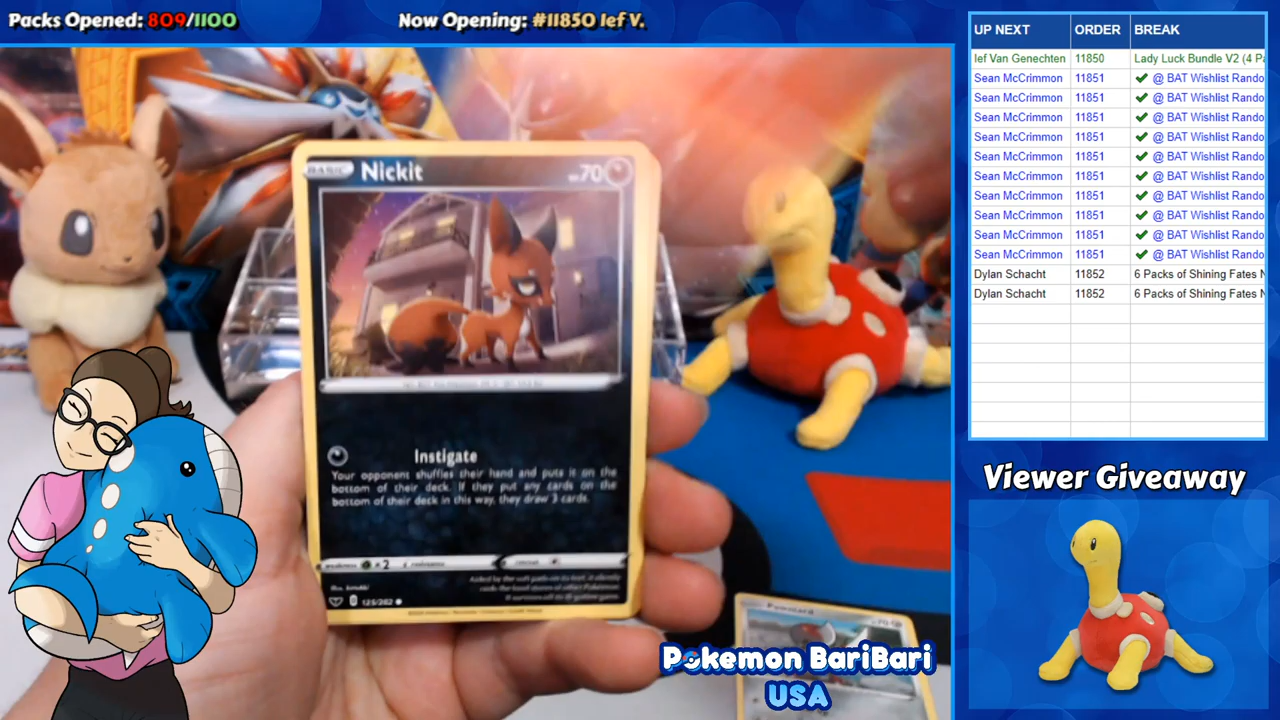 Packs Opened: 809/1100
Now Opening: #11850 Ief V.
UP NEXT ORDER BREAK
Ief Van Genechten 11850 Lady Luck Bundle V2 (4 Pa
Sean McCrimmon 11851 ✔ @ BAT Wishlist Rando
Sean McCrimmon 11851 ✔ @ BAT Wishlist Rando
Sean McCrimmon 11851 ✔ @ BAT Wishlist Rando
Sean McCrimmon 11851 ✔ @ BAT Wishlist Rando
Sean McCrimmon 11851 ✔ @ BAT Wishlist Rando
Sean McCrimmon 11851 ✔ @ BAT Wishlist Rando
Sean McCrimmon 11851 ✔ @ BAT Wishlist Rando
Sean McCrimmon 11851 ✔ @ BAT Wishlist Rando
Sean McCrimmon 11851 ✔ @ BAT Wishlist Rando
Sean McCrimmon 11851 ✔ @ BAT Wishlist Rando
Dylan Schacht 11852 6 Packs of Shining Fates N
Dylan Schacht 11852 6 Packs of Shining Fates N
BASIC Nickit 70
Instigate
Your opponent shuffles their hand and puts it on the
bottom of their deck. If they put any cards on the
bottom of their deck in this way, they draw 3 cards.
weakness ×2
125/202
Viewer Giveaway
Pokemon BariBari
USA